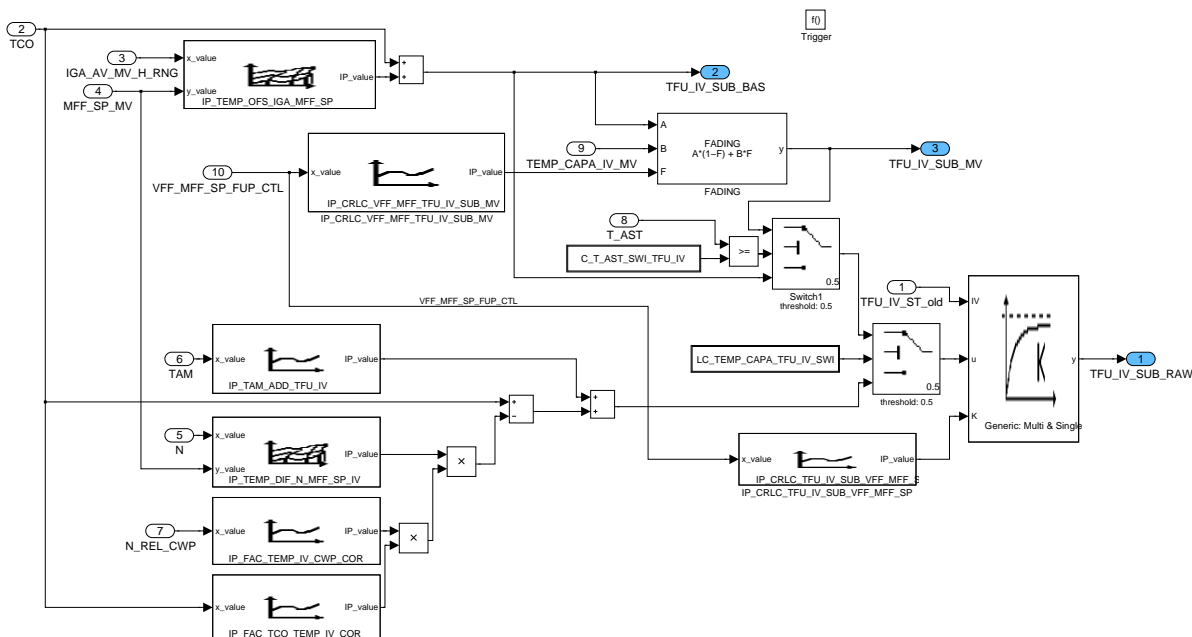 f()
Trigger
2
TCO
3
IGA_AV_MV_H_RNG
4
MFF_SP_MV
x_value
y_value
IP_value
IP_TEMP_OFS_IGA_MFF_SP
+
+
2
TFU_IV_SUB_BAS
10
VFF_MFF_SP_FUP_CTL
x_value
IP_value
IP_CRLC_VFF_MFF_TFU_IV_SUB_MV
IP_CRLC_VFF_MFF_TFU_IV_SUB_MV
9
TEMP_CAPA_IV_MV
A
B
F
FADING
A*(1−F) + B*F
y
FADING
3
TFU_IV_SUB_MV
8
T_AST
C_T_AST_SWI_TFU_IV
>=
0.5
Switch1
threshold: 0.5
VFF_MFF_SP_FUP_CTL
1
TFU_IV_ST_old
LC_TEMP_CAPA_TFU_IV_SWI
0.5
threshold: 0.5
IV
u
K
y
Generic: Multi & Single
1
TFU_IV_SUB_RAW
6
TAM
x_value
IP_value
IP_TAM_ADD_TFU_IV
+
−
+
+
5
N
x_value
y_value
IP_value
IP_TEMP_DIF_N_MFF_SP_IV
×
x_value
IP_value
IP_CRLC_TFU_IV_SUB_VFF_MFF_S
IP_CRLC_TFU_IV_SUB_VFF_MFF_SP
7
N_REL_CWP
x_value
IP_value
IP_FAC_TEMP_IV_CWP_COR
×
x_value
IP_value
IP_FAC_TCO_TEMP_IV_COR